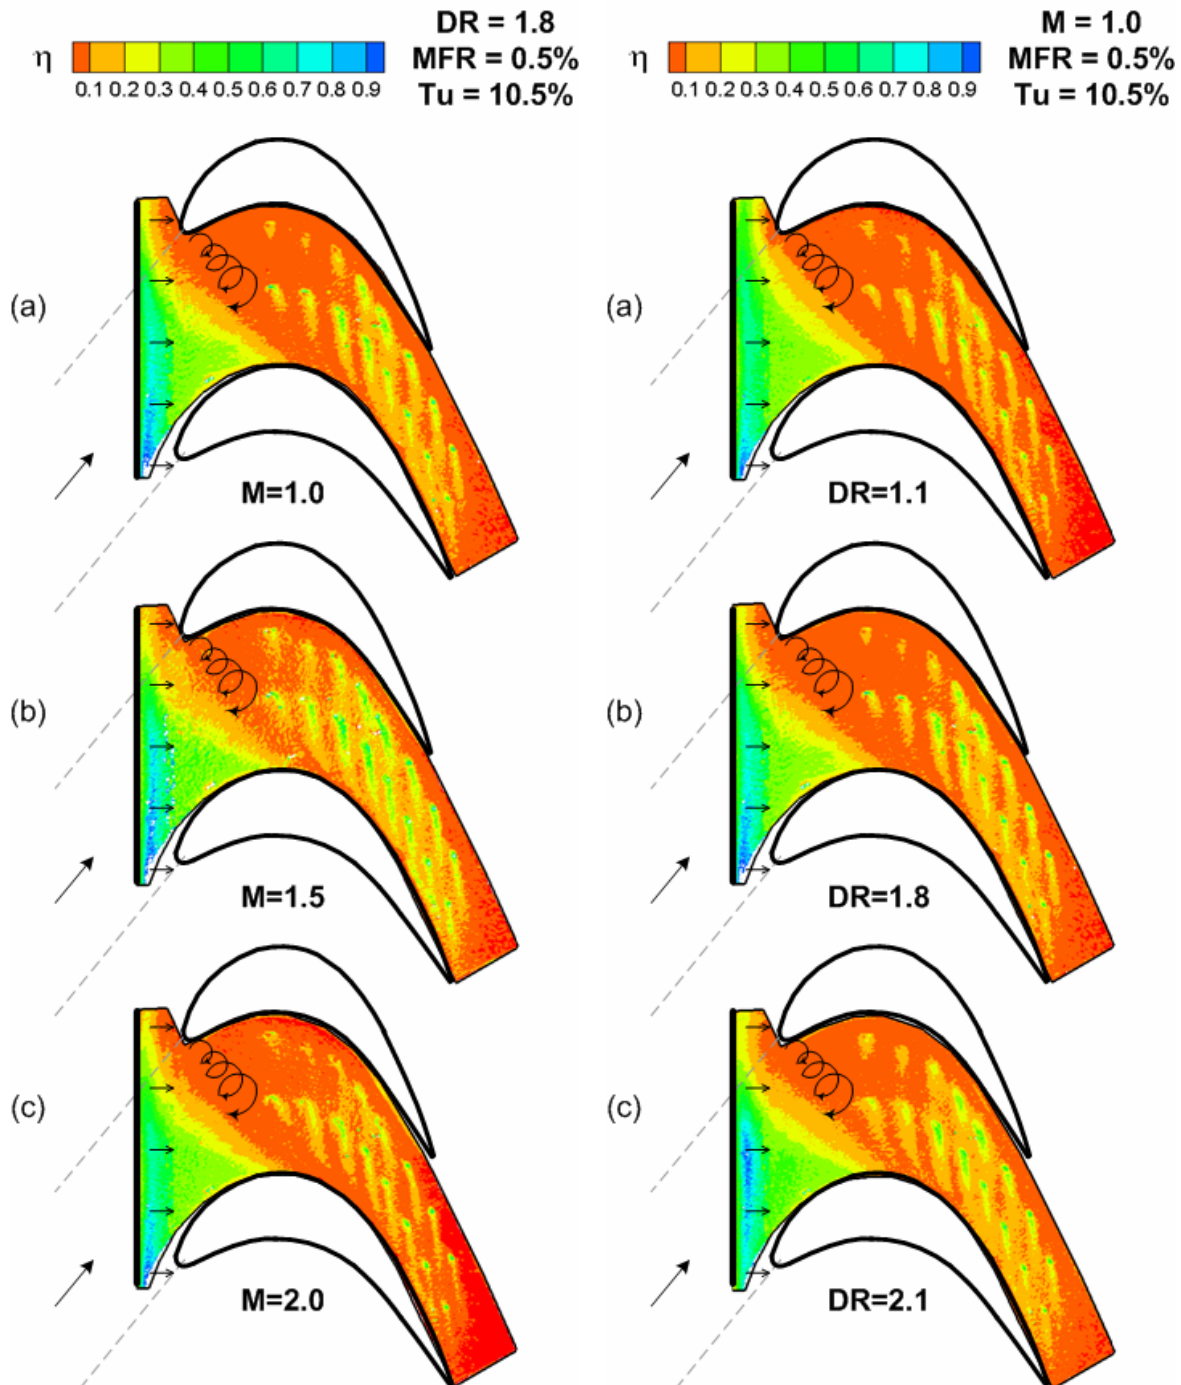 DR = 1.8
MFR = 0.5%
Tu = 10.5%
η
0.1 0.2 0.3 0.4 0.5 0.6 0.7 0.8 0.9
(a)
M=1.0
(b)
M=1.5
(c)
M=2.0
M = 1.0
MFR = 0.5%
Tu = 10.5%
η
0.1 0.2 0.3 0.4 0.5 0.6 0.7 0.8 0.9
(a)
DR=1.1
(b)
DR=1.8
(c)
DR=2.1